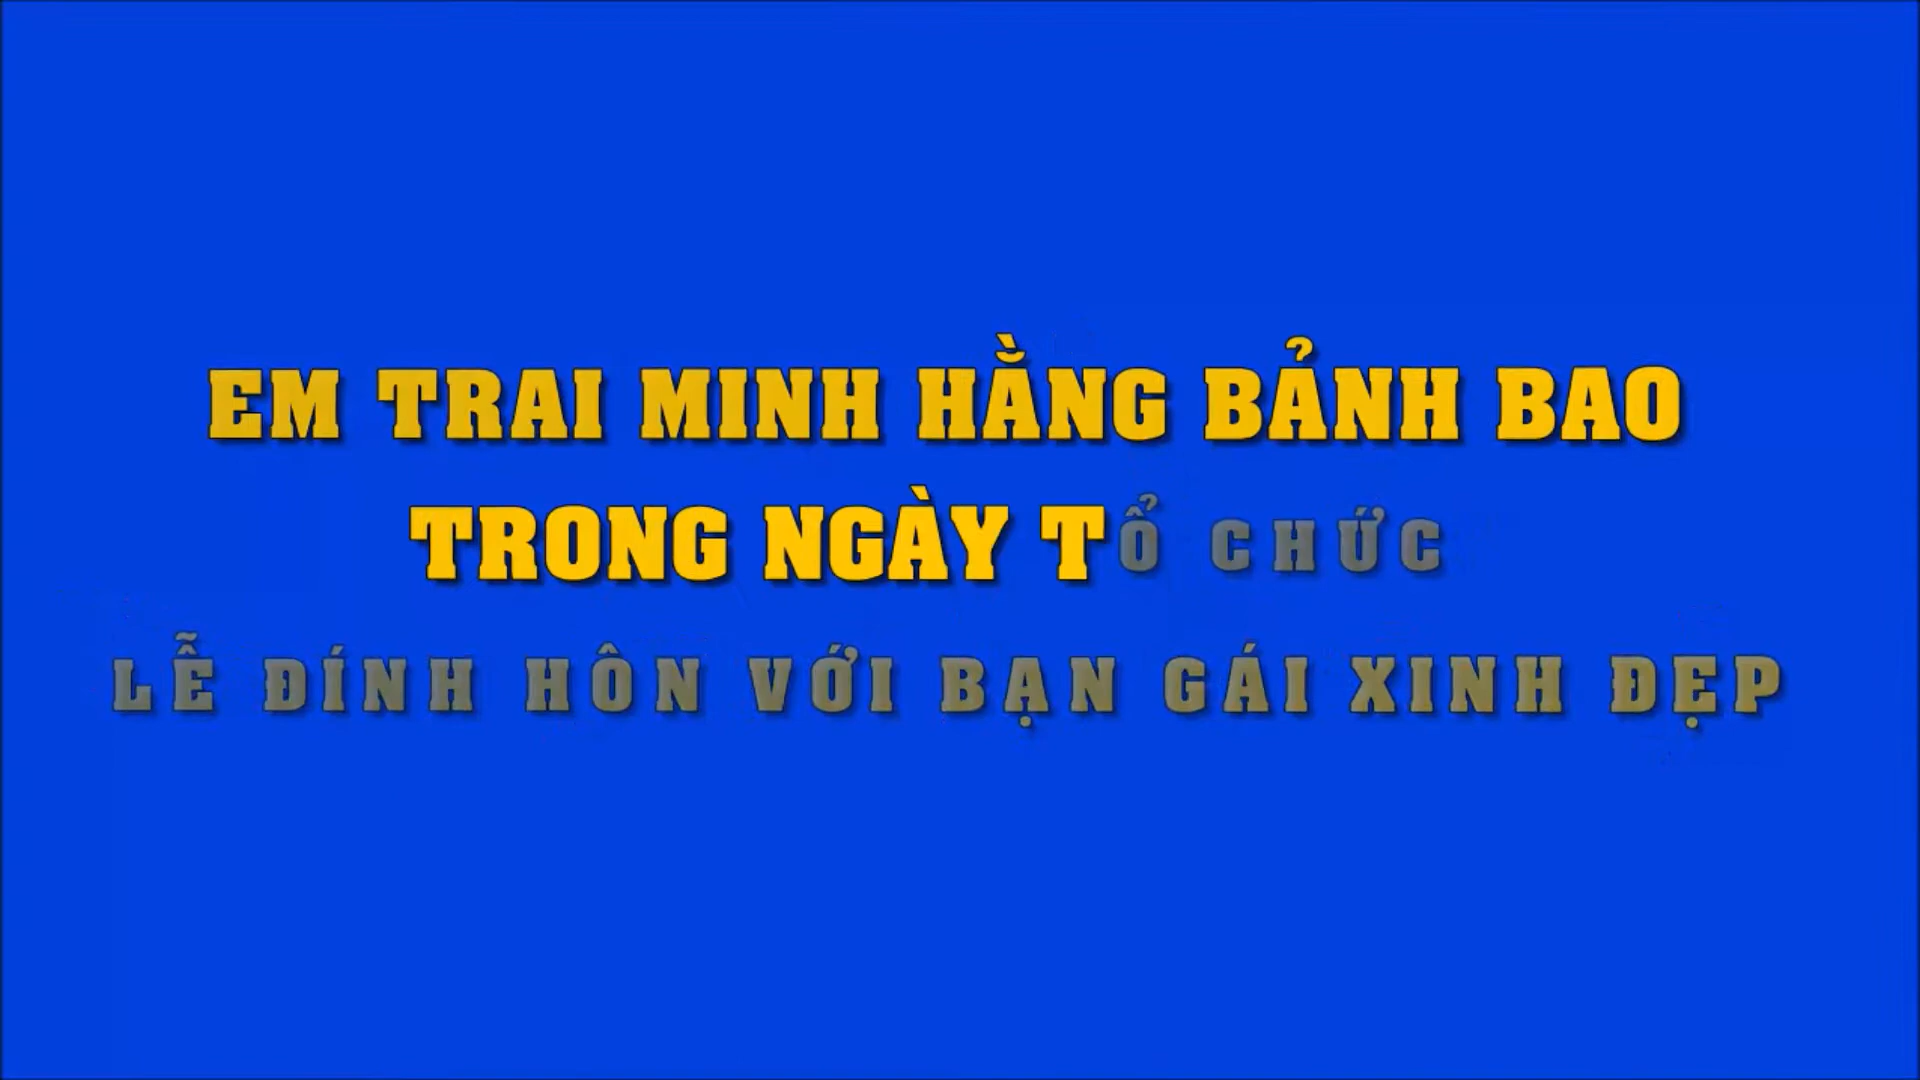 EM TRAI MINH HẰNG BẢNH BAO
TRONG NGÀY TỔ CHỨC
LỄ ĐÍNH HÔN VỚI BẠN GÁI XINH ĐẸP